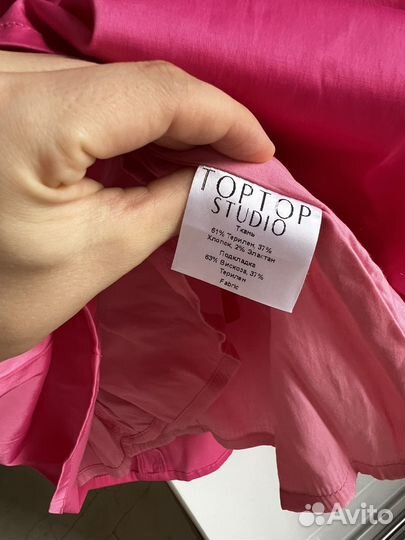 TOPTOP
STUDIO
Ткань
61% Терилен, 37%
Хлопок, 2% Эластан
Подкладка
63% Вискоза, 37%
Терилен
Fabric
Avito